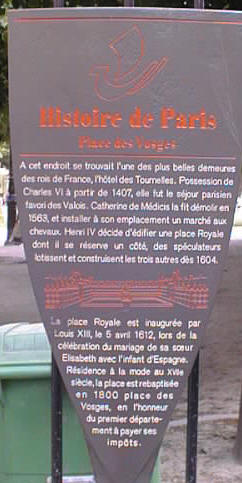 Histoire de Paris
Place des Vosges
A cet endroit se trouvait l'une des plus belles demeures
des rois de France, l'hôtel des Tournelles. Possession de
Charles VI à partir de 1407, elle fut le séjour parisien
favori des Valois. Catherine de Médicis la fit démolir en
1563, et installer à son emplacement un marché aux
chevaux. Henri IV décide d'édifier une place Royale
dont il se réserve un côté, des spéculateurs
lotissent et construisent les trois autres dès 1604.
La place Royale est inaugurée par
Louis XIII, le 5 avril 1612, lors de la
célébration du mariage de sa sœur
Elisabeth avec l'infant d'Espagne.
Résidence à la mode au XVIIe
siècle, la place est rebaptisée
en 1800 place des
Vosges, en l'honneur
du premier départe-
ment à payer ses
impôts.